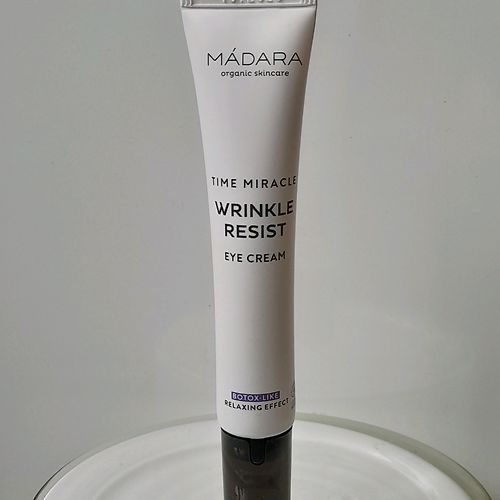 MÁDARA
organic skincare
TIME MIRACLE
WRINKLE
RESIST
EYE CREAM
BOTOX-LIKE
RELAXING EFFECT